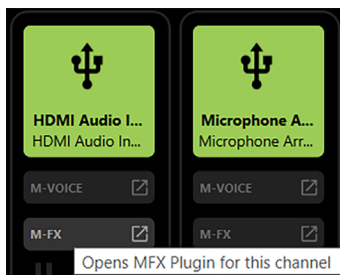 HDMI Audio I...
HDMI Audio In...
M-VOICE
M-FX
Microphone A...
Microphone Arr...
M-VOICE
M-FX
Opens MFX Plugin for this channel